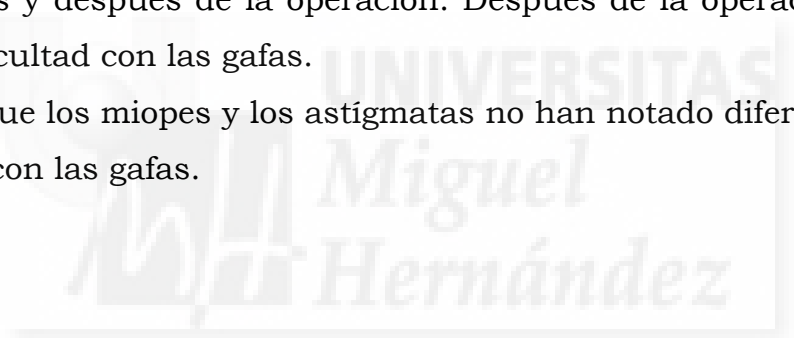 s y después de la operación. Después de la operac
cultad con las gafas.
UNIVERSITAS
ue los miopes y los astígmatas no han notado difer
con las gafas.
Miguel
Hernández